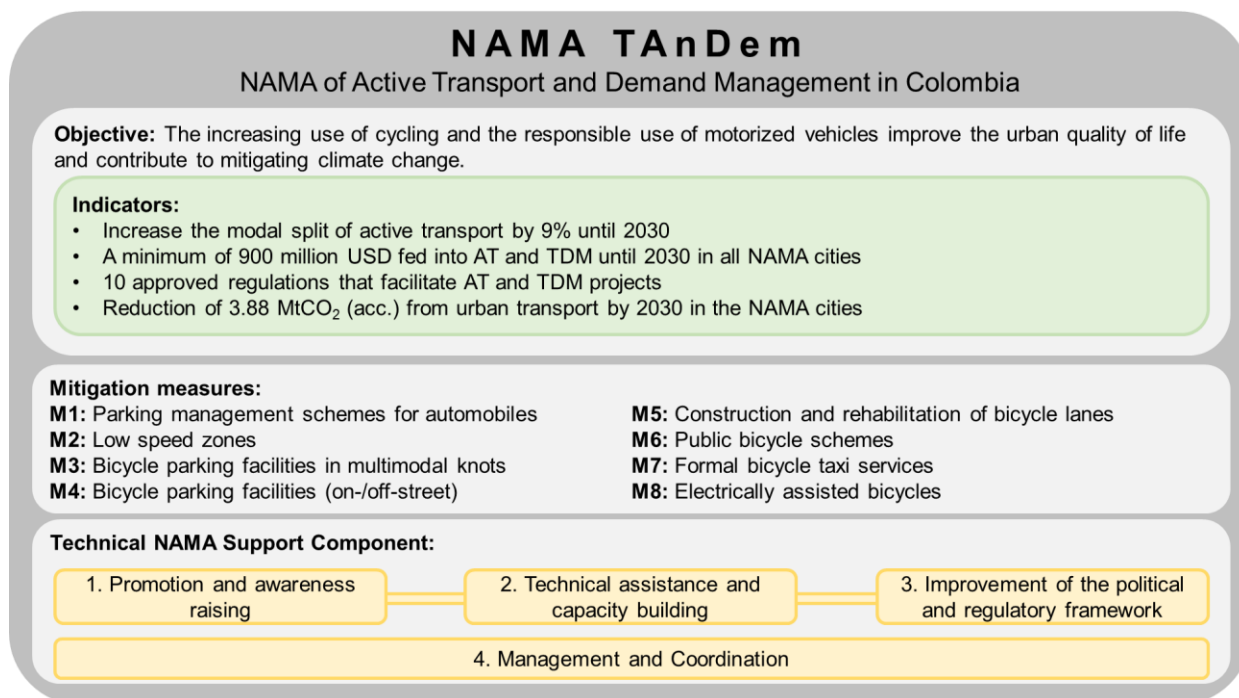 NAMA TAnDem
NAMA of Active Transport and Demand Management in Colombia
Objective: The increasing use of cycling and the responsible use of motorized vehicles improve the urban quality of life
and contribute to mitigating climate change.
Indicators:
• Increase the modal split of active transport by 9% until 2030
• A minimum of 900 million USD fed into AT and TDM until 2030 in all NAMA cities
• 10 approved regulations that facilitate AT and TDM projects
• Reduction of 3.88 MtCO₂ (acc.) from urban transport by 2030 in the NAMA cities
Mitigation measures:
M1: Parking management schemes for automobiles
M2: Low speed zones
M3: Bicycle parking facilities in multimodal knots
M4: Bicycle parking facilities (on-/off-street)
M5: Construction and rehabilitation of bicycle lanes
M6: Public bicycle schemes
M7: Formal bicycle taxi services
M8: Electrically assisted bicycles
Technical NAMA Support Component:
1. Promotion and awareness
raising
2. Technical assistance and
capacity building
3. Improvement of the political
and regulatory framework
4. Management and Coordination